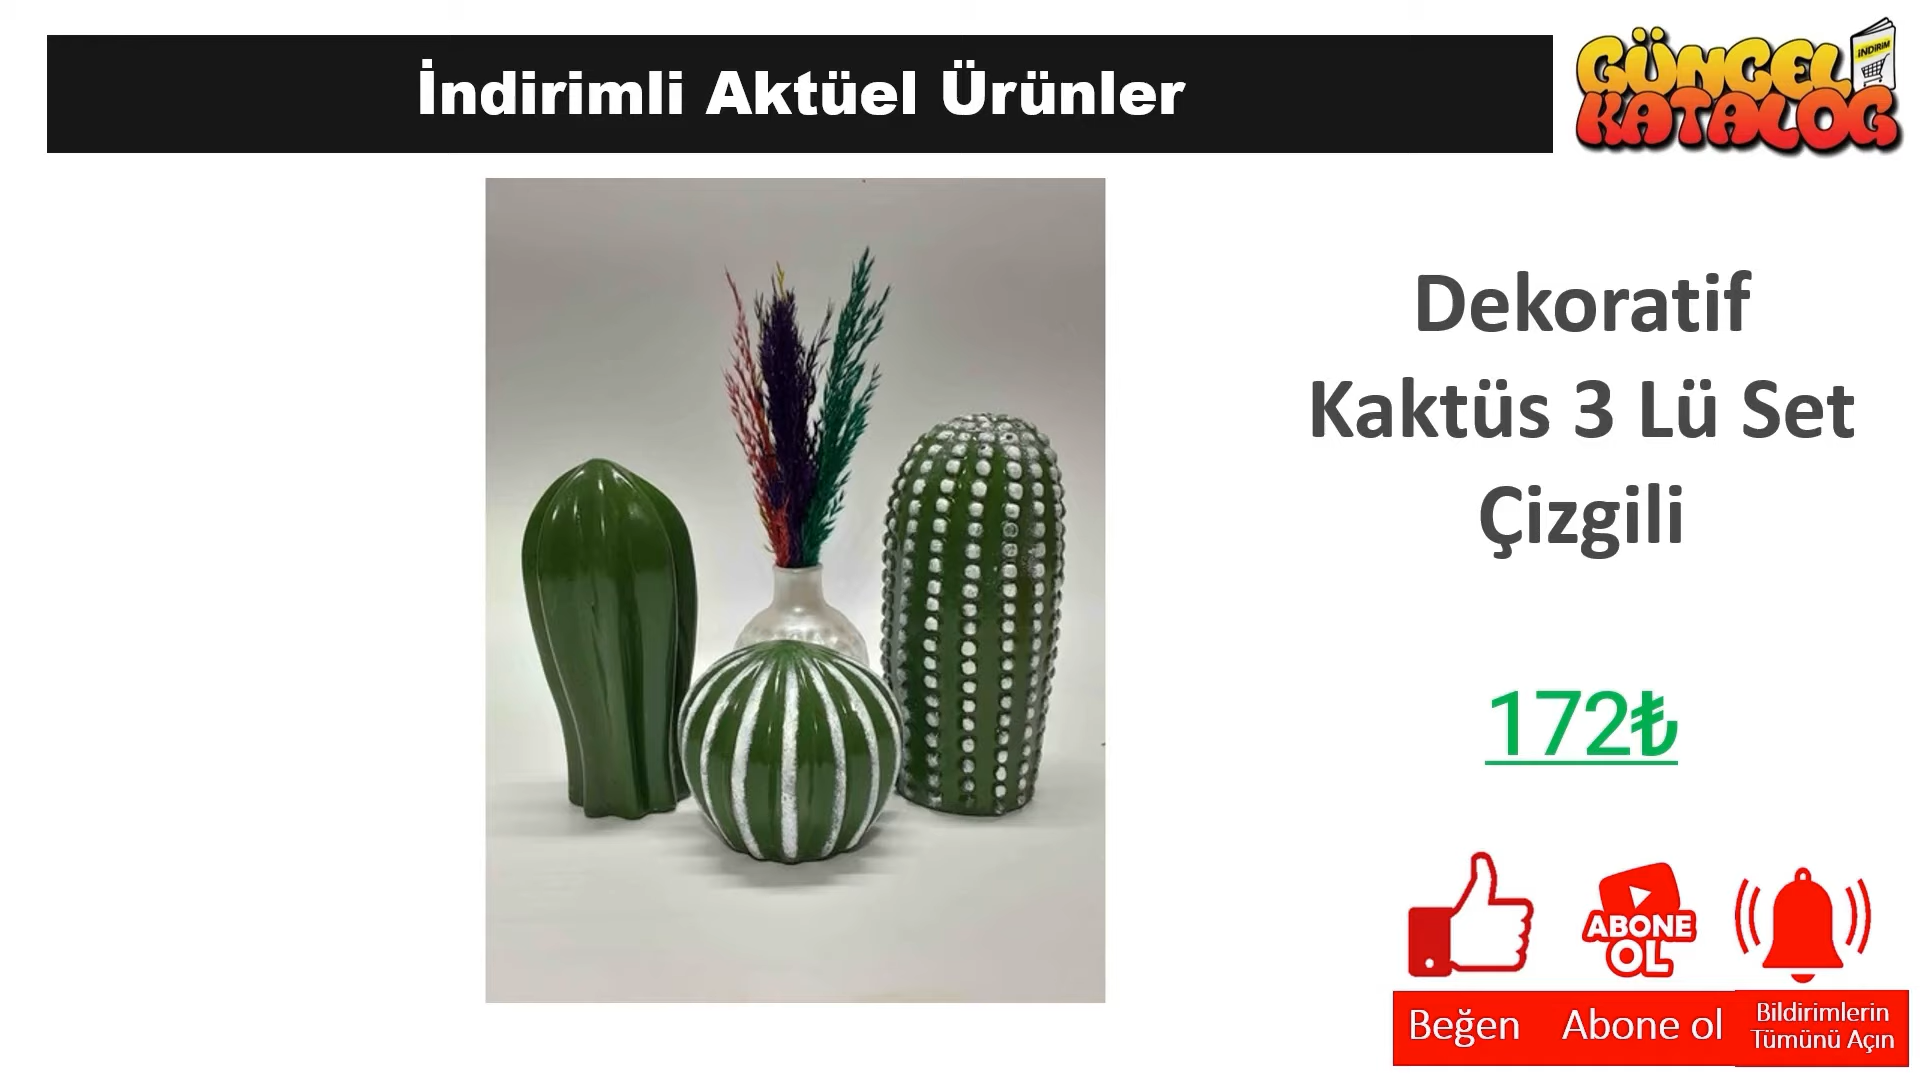 İndirimli Aktüel Ürünler
GÜNCEL
KATALOG
İNDİRİM
Dekoratif
Kaktüs 3 Lü Set
Çizgili
172₺
ABONE
OL
Beğen
Abone ol
Bildirimlerin
Tümünü Açın